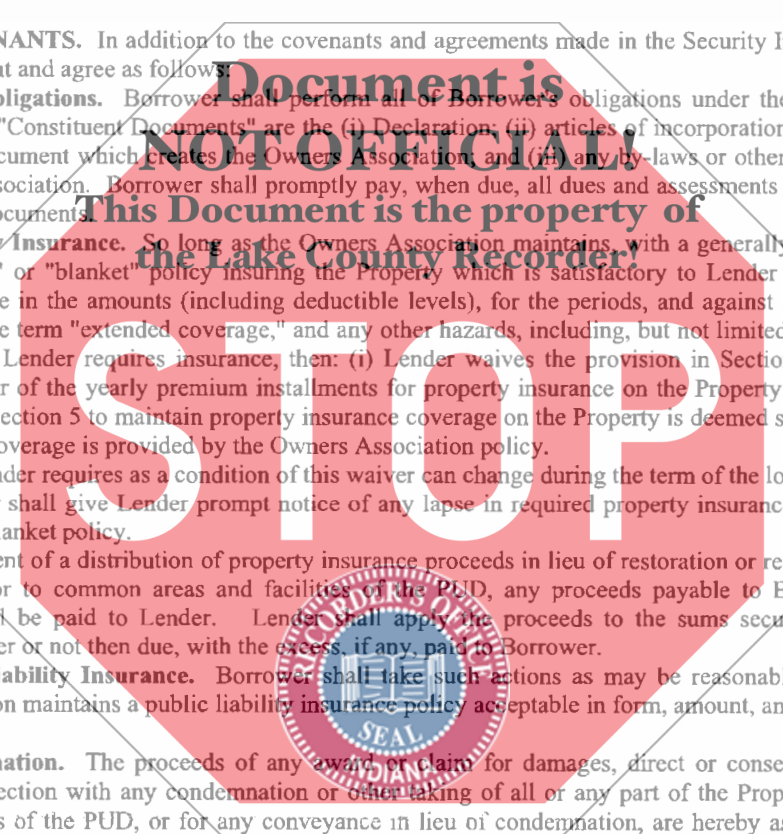 NANTS. In addition to the covenants and agreements made in the Security I
nt and agree as follows:
Document is
bligations. Borrower shall perform all of Borrower's obligations under the
"Constituent Documents" are the (i) Declaration; (ii) articles of incorporation
NOT OFFICIAL!
cument which creates the Owners Association; and (iii) any by-laws or other
sociation. Borrower shall promptly pay, when due, all dues and assessments
ocuments.
This Document is the property of
y Insurance. So long as the Owners Association maintains, with a generally
the Lake County Recorder!
" or "blanket" policy insuring the Property which is satisfactory to Lender
e in the amounts (including deductible levels), for the periods, and against
e term "extended coverage," and any other hazards, including, but not limited
Lender requires insurance, then: (i) Lender waives the provision in Sectio
r of the yearly premium installments for property insurance on the Property
ection 5 to maintain property insurance coverage on the Property is deemed s
overage is provided by the Owners Association policy.
STOP
nder requires as a condition of this waiver can change during the term of the lo
r shall give Lender prompt notice of any lapse in required property insuranc
lanket policy.
ent of a distribution of property insurance proceeds in lieu of restoration or re
or to common areas and facilities of the PUD, any proceeds payable to B
l be paid to Lender. Lender shall apply the proceeds to the sums secu
er or not then due, with the excess, if any, paid to Borrower.
RECORDER'S OFFICE
ability Insurance. Borrower shall take such actions as may be reasonabl
on maintains a public liability insurance policy acceptable in form, amount, an
SEAL
INDIANA
nation. The proceeds of any award or claim for damages, direct or conse
ection with any condemnation or other taking of all or any part of the Prop
s of the PUD, or for any conveyance in lieu of condemnation, are hereby a